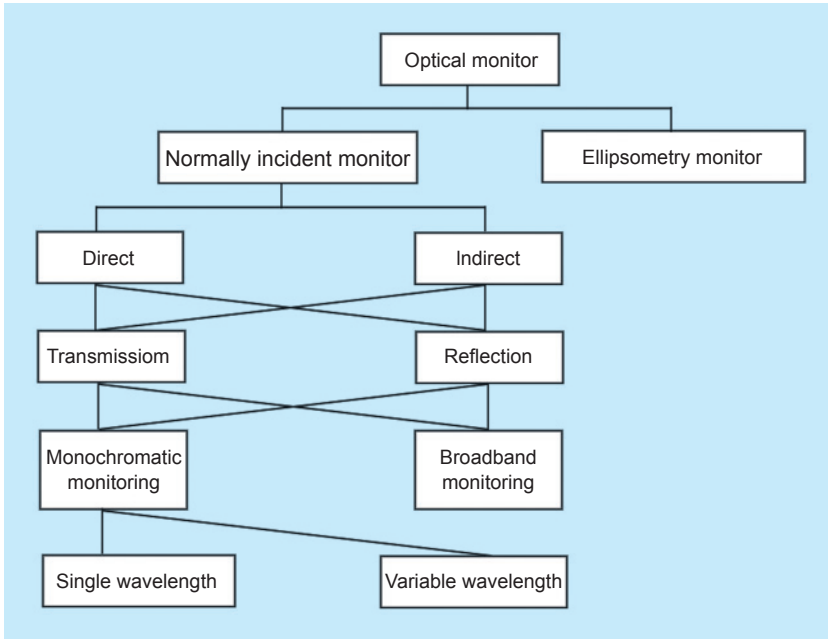 Optical monitor
Normally incident monitor
Ellipsometry monitor
Direct
Indirect
Transmissiom
Reflection
Monochromatic
monitoring
Broadband
monitoring
Single wavelength
Variable wavelength